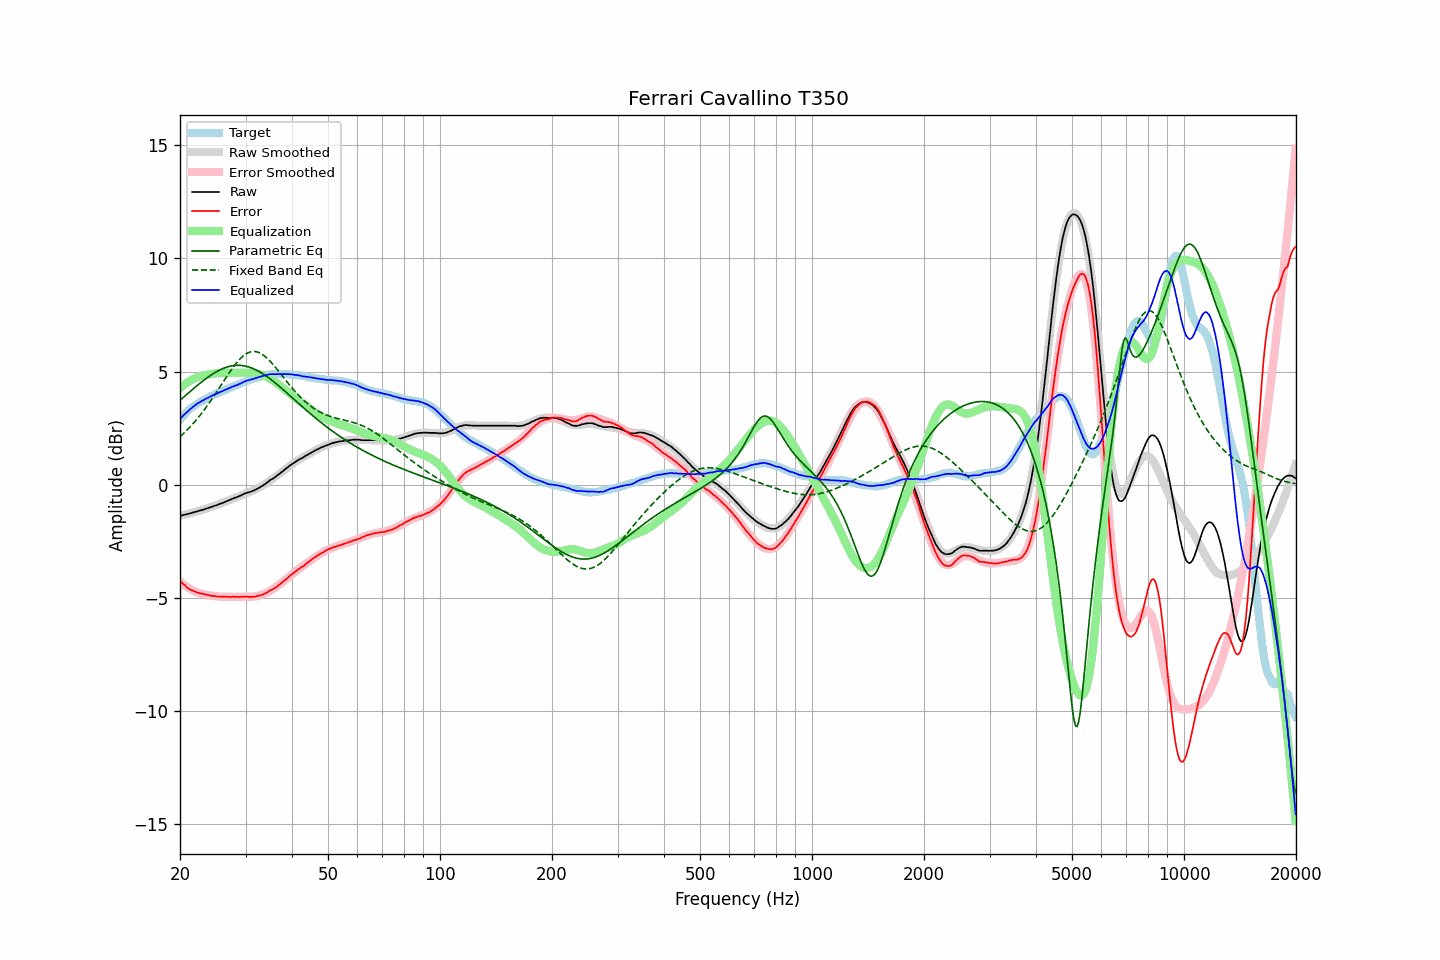 Ferrari Cavallino T350
Target
Raw Smoothed
Error Smoothed
Raw
Error
Equalization
Parametric Eq
Fixed Band Eq
Equalized
15
10
5
0
−5
−10
−15
Amplitude (dBr)
20
50
100
200
500
1000
2000
5000
10000
20000
Frequency (Hz)